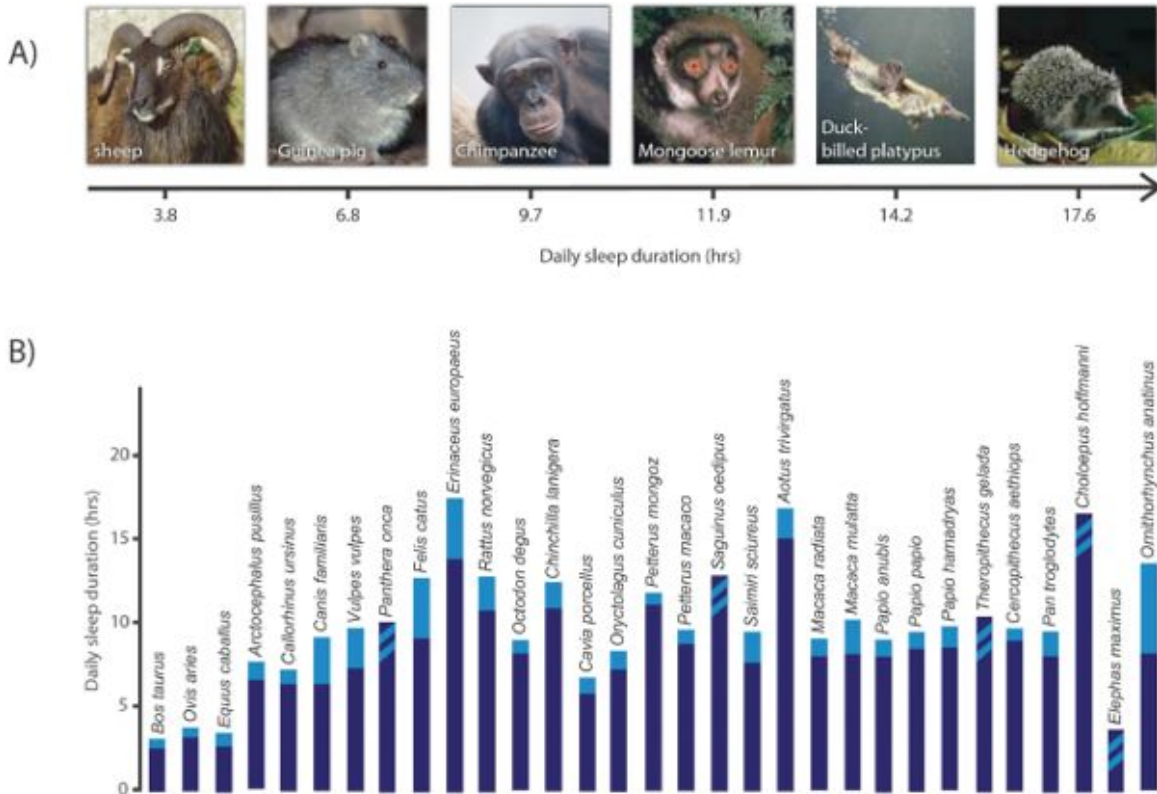 A)
sheep
Guinea pig
Chimpanzee
Mongoose lemur
Duck-
billed platypus
Hedgehog
3.8
6.8
9.7
11.9
14.2
17.6
Daily sleep duration (hrs)
B)
Daily sleep duration (hrs)
20
15
10
5
0
Bos taurus
Ovis aries
Equus caballus
Arctocephalus pusillus
Callorhinus ursinus
Canis familiaris
Vulpes vulpes
Panthera onca
Felis catus
Erinaceus europaeus
Rattus norvegicus
Octodon degus
Chinchilla lanigera
Cavia porcellus
Oryctolagus cuniculus
Petterus mongoz
Petterus macaco
Saguinus oedipus
Saimiri sciureus
Aotus trivirgatus
Macaca radiata
Macaca mulatta
Papio anubis
Papio papio
Papio hamadryas
Theropithecus gelada
Cercopithecus aethiops
Pan troglodytes
Choloepus hoffmanni
Elephas maximus
Ornithorhynchus anatinus